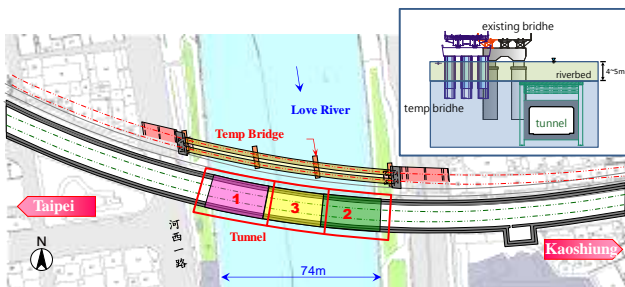 existing bridhe
riverbed
4~5m
temp bridhe
tunnel
Love River
Temp Bridge
Taipei
1
3
2
Tunnel
河西一路
Kaoshiung
N
74m